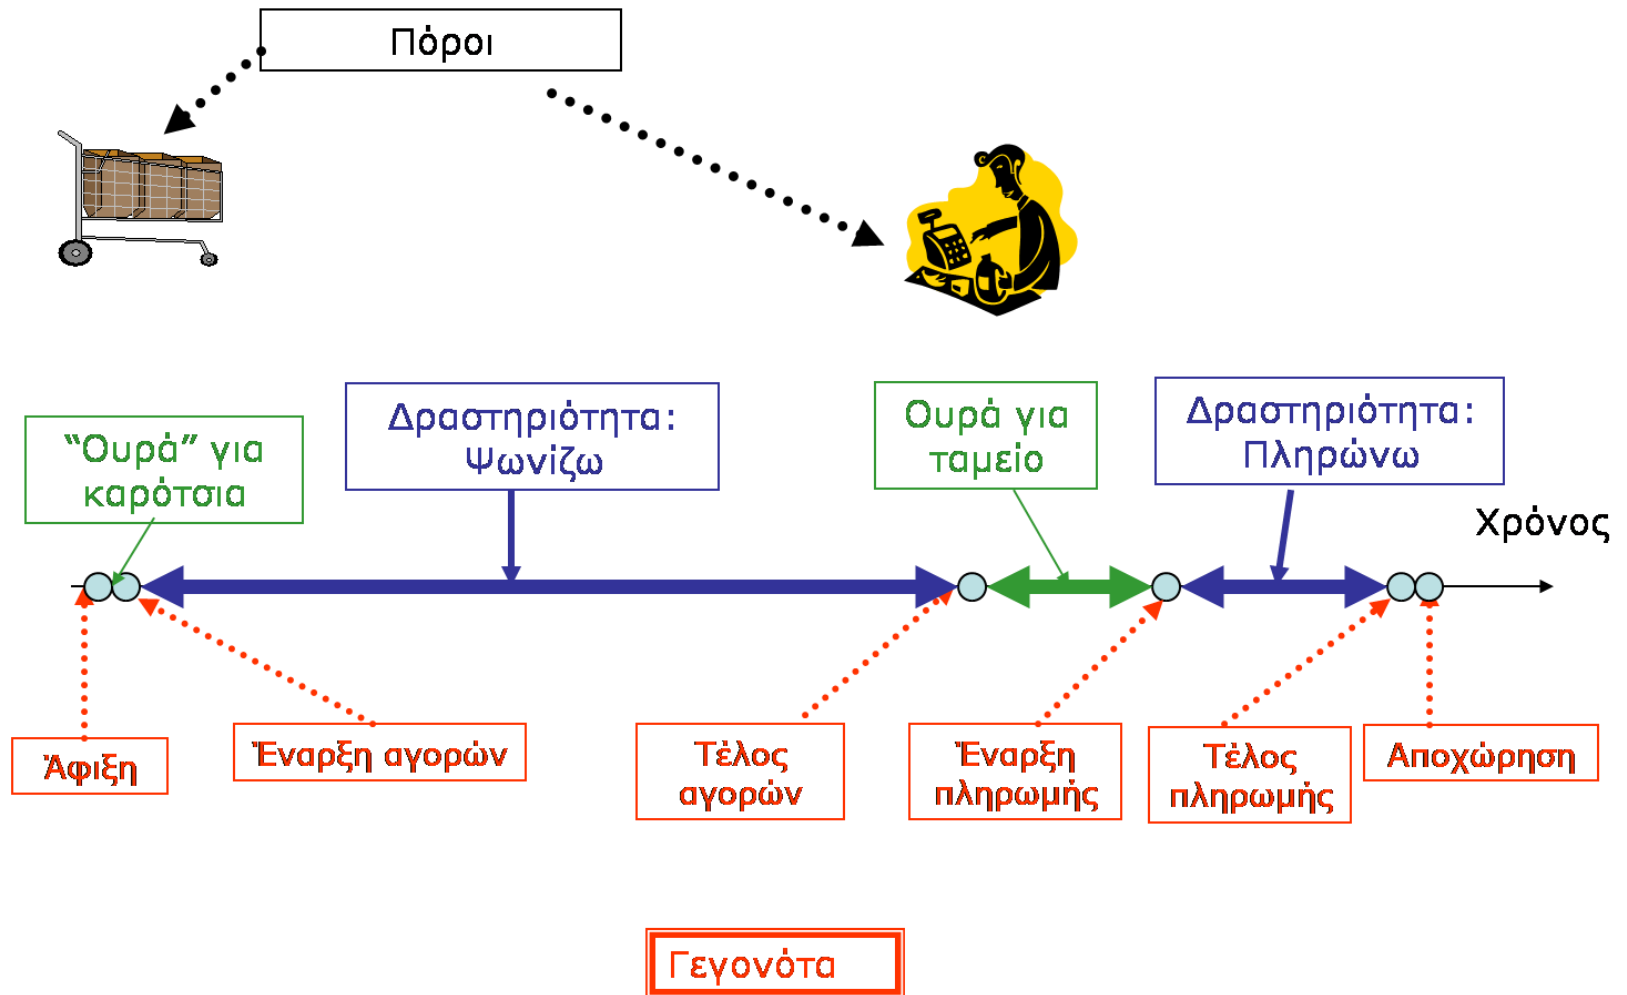 Πόροι
“Ουρά” για
καρότσια
Δραστηριότητα:
Ψωνίζω
Ουρά για
ταμείο
Δραστηριότητα:
Πληρώνω
Χρόνος
Άφιξη
Έναρξη αγορών
Τέλος
αγορών
Έναρξη
πληρωμής
Τέλος
πληρωμής
Αποχώρηση
Γεγονότα